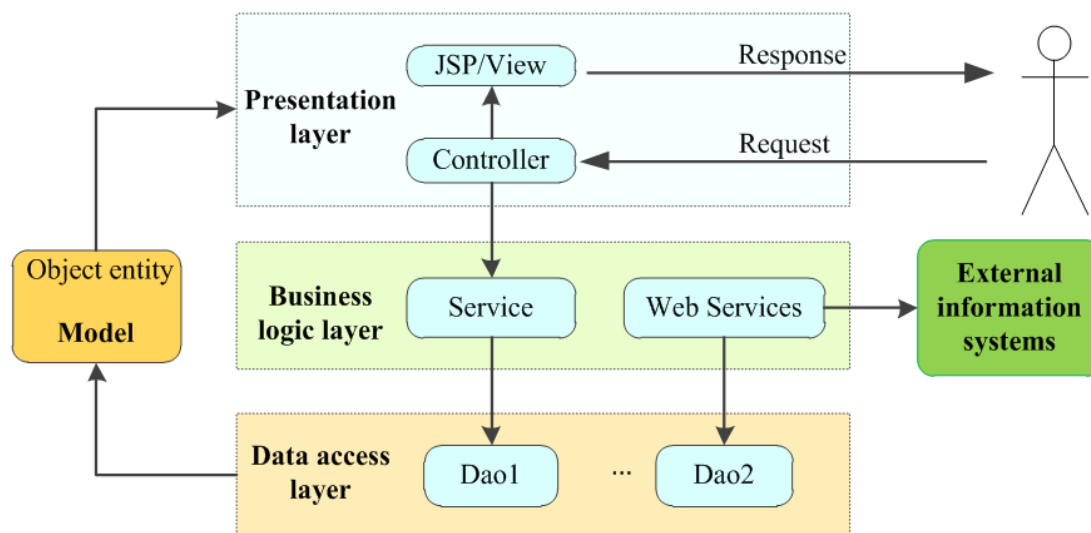 JSP/View
Response
Presentation
layer
Controller
Request
Object entity
Model
Business
logic layer
Service
Web Services
External
information
systems
Data access
layer
Dao1
...
Dao2